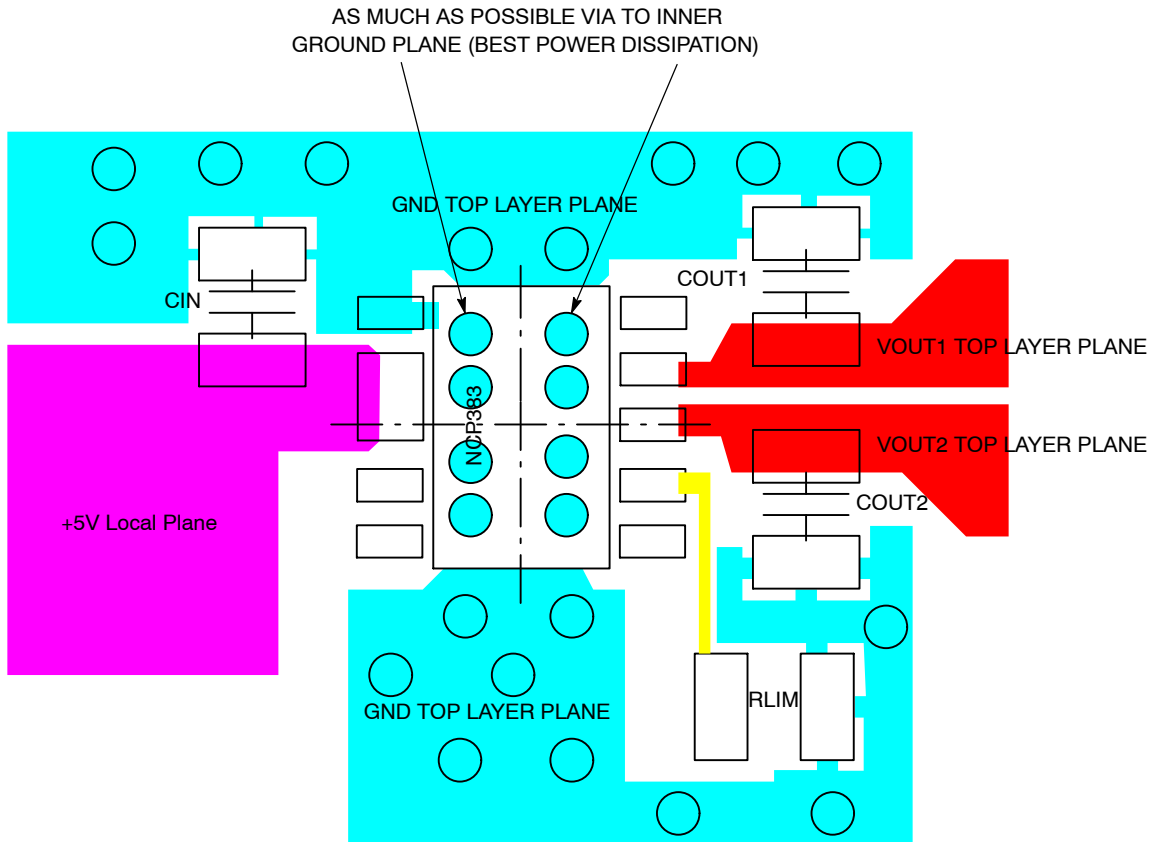 AS MUCH AS POSSIBLE VIA TO INNER
GROUND PLANE (BEST POWER DISSIPATION)
GND TOP LAYER PLANE
COUT1
CIN
VOUT1 TOP LAYER PLANE
NCP383
VOUT2 TOP LAYER PLANE
COUT2
+5V Local Plane
RLIM
GND TOP LAYER PLANE